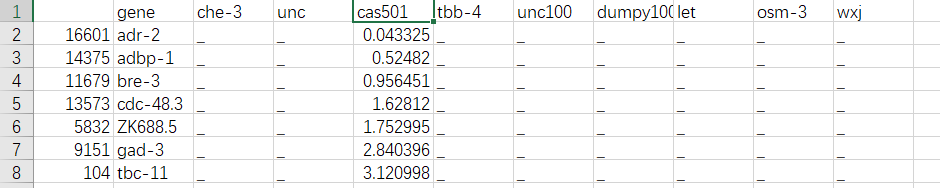 1 gene che-3 unc cas501 tbb-4 unc100 dumpy100 let osm-3 wxj
2 16601 adr-2 _ _ 0.043325 _ _ _ _ _ _
3 14375 adbp-1 _ _ 0.52482 _ _ _ _ _ _
4 11679 bre-3 _ _ 0.956451 _ _ _ _ _ _
5 13573 cdc-48.3 _ _ 1.62812 _ _ _ _ _ _
6 5832 ZK688.5 _ _ 1.752995 _ _ _ _ _ _
7 9151 gad-3 _ _ 2.840396 _ _ _ _ _ _
8 104 tbc-11 _ _ 3.120998 _ _ _ _ _ _